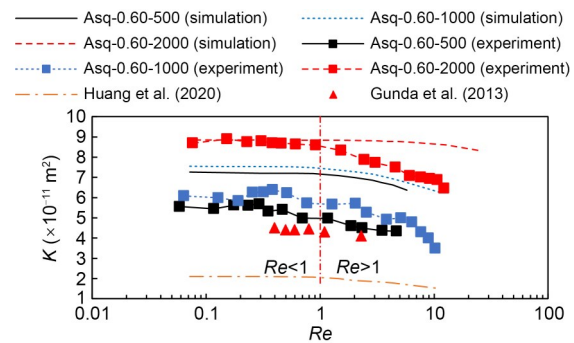 Asq-0.60-500 (simulation) Asq-0.60-1000 (simulation)
Asq-0.60-2000 (simulation) Asq-0.60-500 (experiment)
Asq-0.60-1000 (experiment) Asq-0.60-2000 (experiment)
Huang et al. (2020) Gunda et al. (2013)
10
9
8
7
6
5
4
3
2
1
K (×10⁻¹¹ m²)
Re<1 Re>1
0.01 0.1 1 10 100
Re